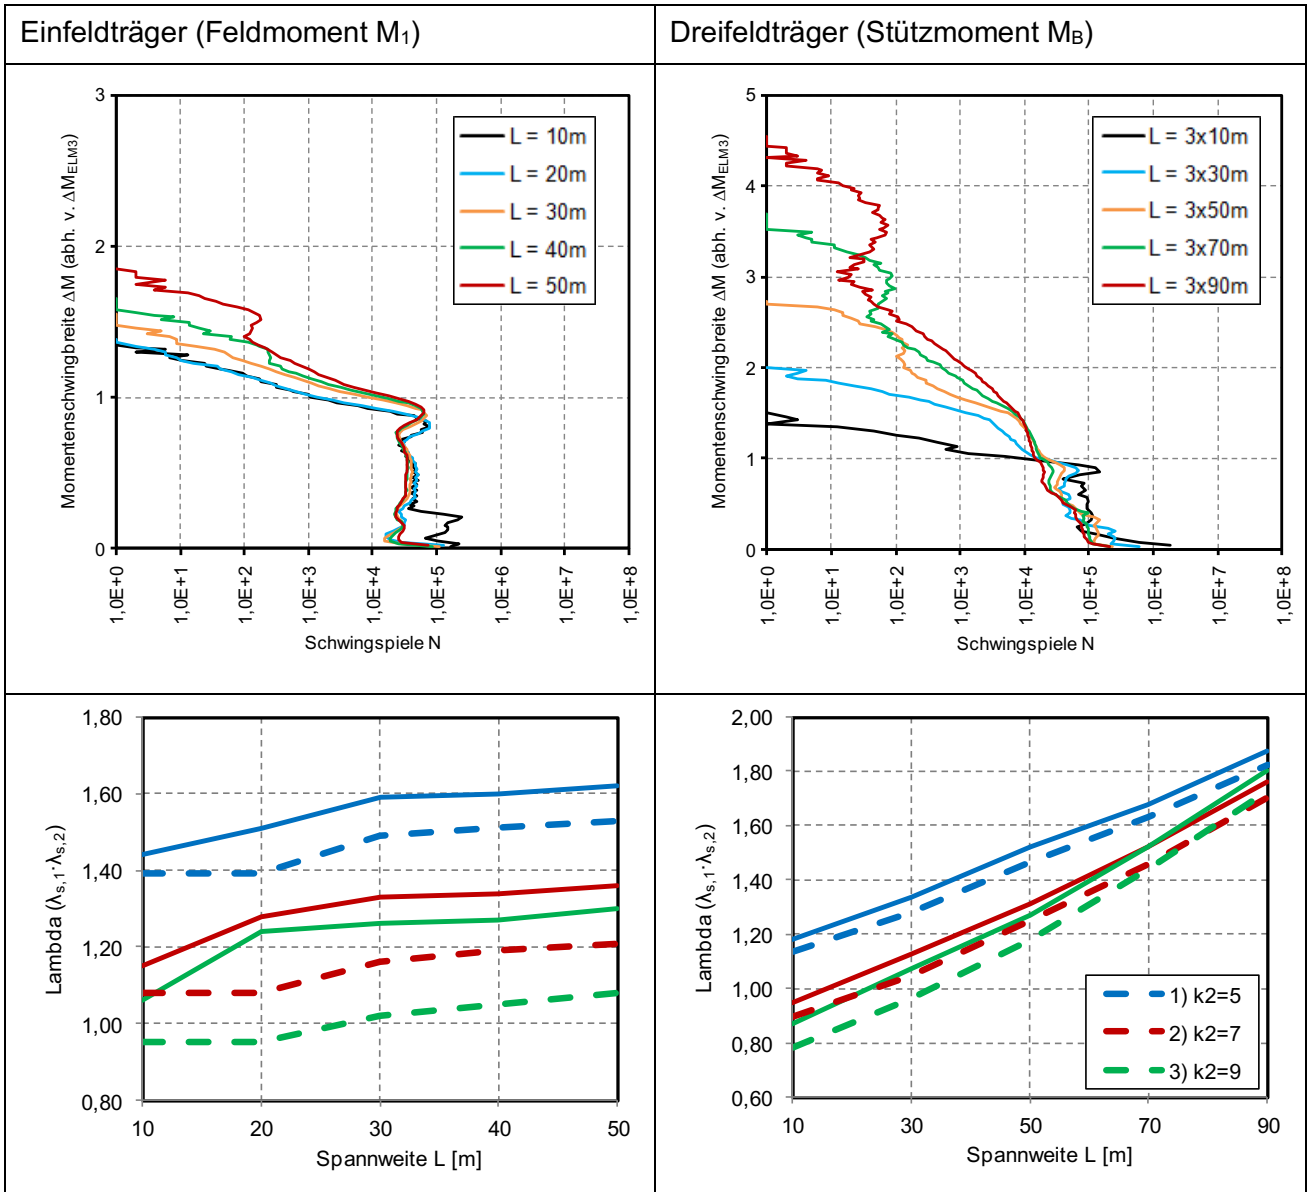 Einfeldträger (Feldmoment M₁)
Dreifeldträger (Stützmoment M_B)
Momentenschwingbreite ΔM (abh. v. ΔM_ELM3)
3
2
1
0
L = 10m
L = 20m
L = 30m
L = 40m
L = 50m
1,0E+0
1,0E+1
1,0E+2
1,0E+3
1,0E+4
1,0E+5
1,0E+6
1,0E+7
1,0E+8
Schwingspiele N
Momentenschwingbreite ΔM (abh. v. ΔM_ELM3)
5
4
3
2
1
0
L = 3x10m
L = 3x30m
L = 3x50m
L = 3x70m
L = 3x90m
1,0E+0
1,0E+1
1,0E+2
1,0E+3
1,0E+4
1,0E+5
1,0E+6
1,0E+7
1,0E+8
Schwingspiele N
Lambda (λs,1·λs,2)
1,80
1,60
1,40
1,20
1,00
0,80
10
20
30
40
50
Spannweite L [m]
Lambda (λs,1·λs,2)
2,00
1,80
1,60
1,40
1,20
1,00
0,80
0,60
1) k2=5
2) k2=7
3) k2=9
10
30
50
70
90
Spannweite L [m]